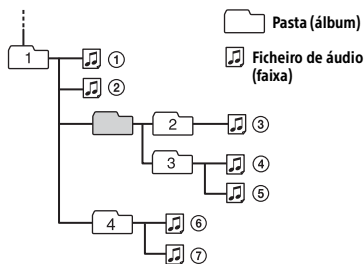 Pasta (álbum)
1 ①
Ficheiro de áudio
(faixa)
②
2 ③
3 ④
⑤
4 ⑥
⑦